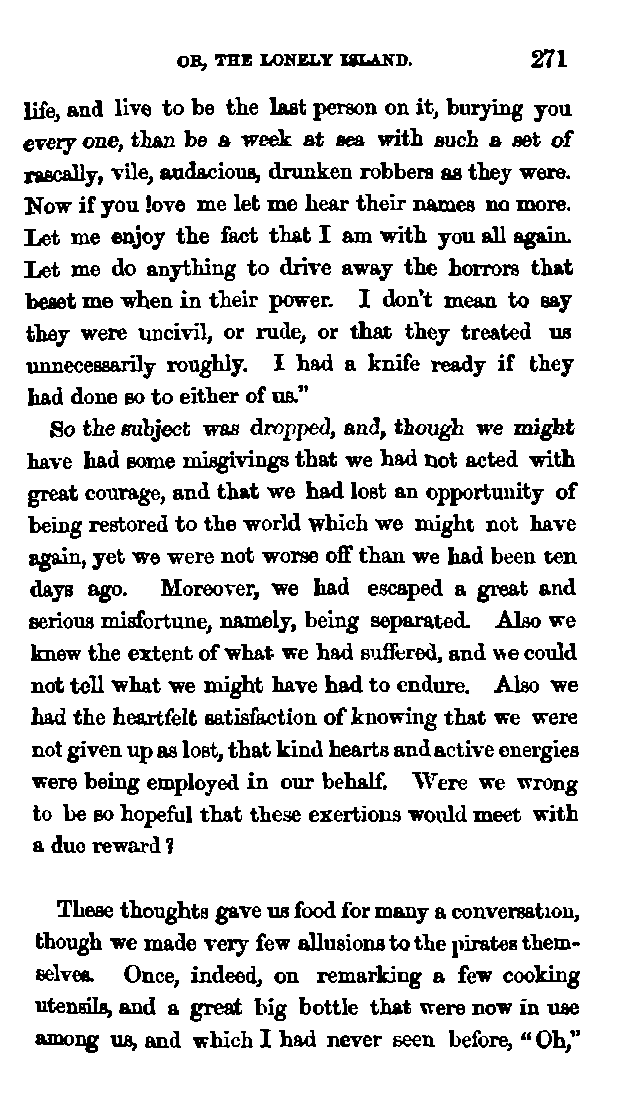 OR, THE LONELY ISLAND. 271
life, and live to be the last person on it, burying you
every one, than be a week at sea with such a set of
rascally, vile, audacious, drunken robbers as they were.
Now if you love me let me hear their names no more.
Let me enjoy the fact that I am with you all again.
Let me do anything to drive away the horrors that
beset me when in their power. I don't mean to say
they were uncivil, or rude, or that they treated us
unnecessarily roughly. I had a knife ready if they
had done so to either of us."
So the subject was dropped, and, though we might
have had some misgivings that we had not acted with
great courage, and that we had lost an opportunity of
being restored to the world which we might not have
again, yet we were not worse off than we had been ten
days ago. Moreover, we had escaped a great and
serious misfortune, namely, being separated. Also we
knew the extent of what we had suffered, and we could
not tell what we might have had to endure. Also we
had the heartfelt satisfaction of knowing that we were
not given up as lost, that kind hearts and active energies
were being employed in our behalf. Were we wrong
to be so hopeful that these exertions would meet with
a due reward?
These thoughts gave us food for many a conversation,
though we made very few allusions to the pirates them-
selves. Once, indeed, on remarking a few cooking
utensils, and a great big bottle that were now in use
among us, and which I had never seen before, "Oh,"